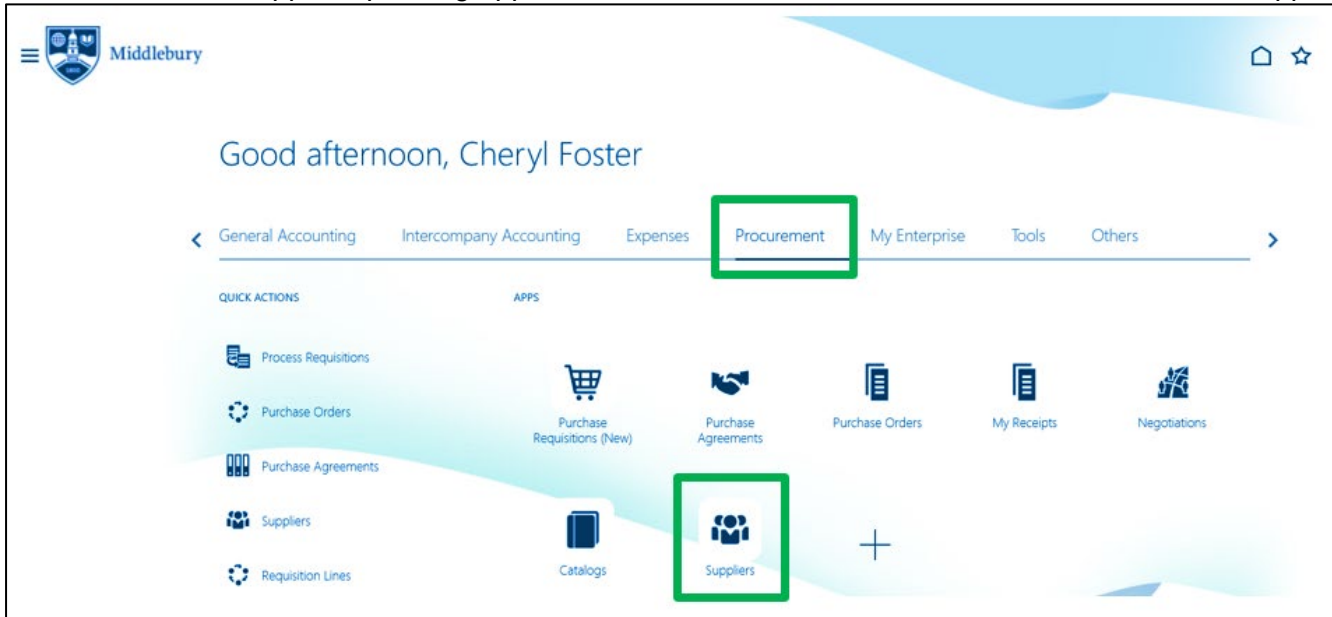 Middlebury
Good afternoon, Cheryl Foster
General Accounting Intercompany Accounting Expenses Procurement My Enterprise Tools Others
QUICK ACTIONS APPS
Process Requisitions
Purchase Orders
Purchase Agreements
Suppliers
Requisition Lines
Purchase
Requisitions (New)
Purchase
Agreements
Purchase Orders
My Receipts
Negotiations
Catalogs
Suppliers